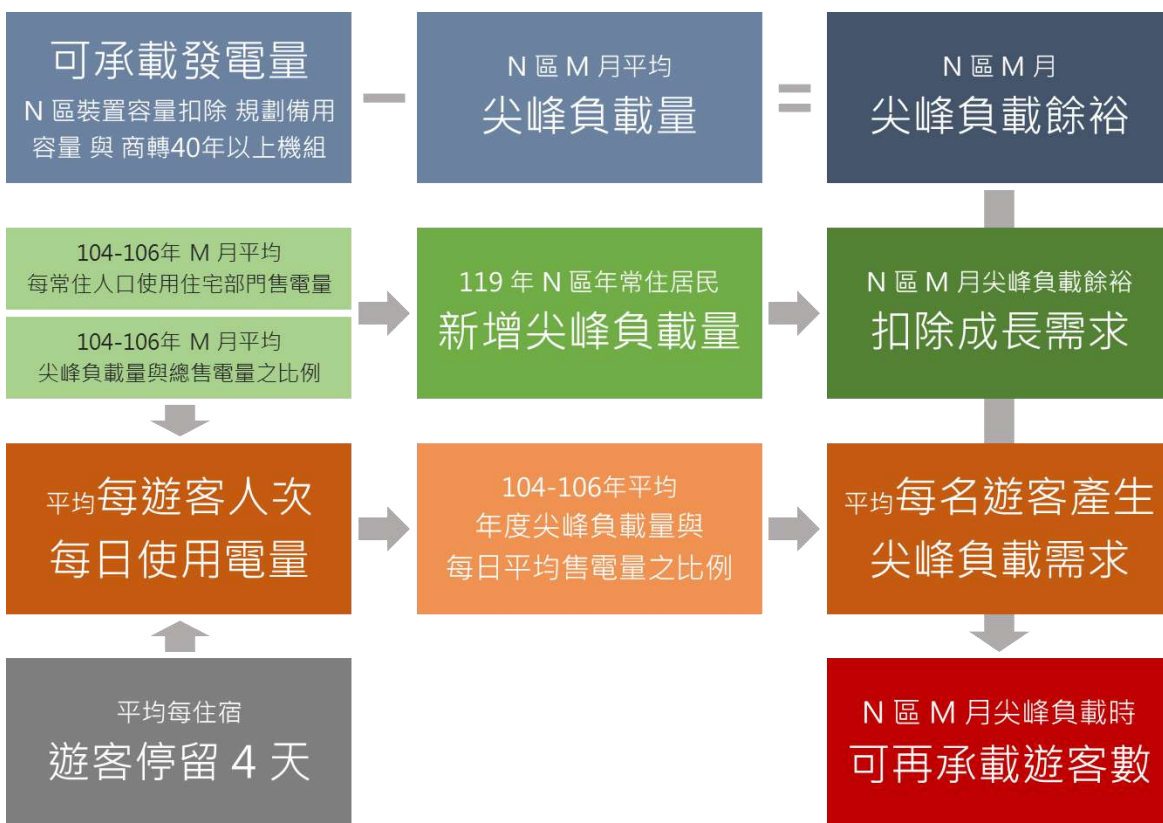 可承載發電量
N 區裝置容量扣除 規劃備用
容量 與 商轉40年以上機組
N 區 M 月平均
尖峰負載量
N 區 M 月
尖峰負載餘裕
104-106年 M 月平均
每常住人口使用住宅部門售電量
104-106年 M 月平均
尖峰負載量與總售電量之比例
119 年 N 區年常住居民
新增尖峰負載量
N 區 M 月尖峰負載餘裕
扣除成長需求
平均每遊客人次
每日使用電量
104-106年平均
年度尖峰負載量與
每日平均售電量之比例
平均每名遊客產生
尖峰負載需求
平均每住宿
遊客停留 4 天
N 區 M 月尖峰負載時
可再承載遊客數